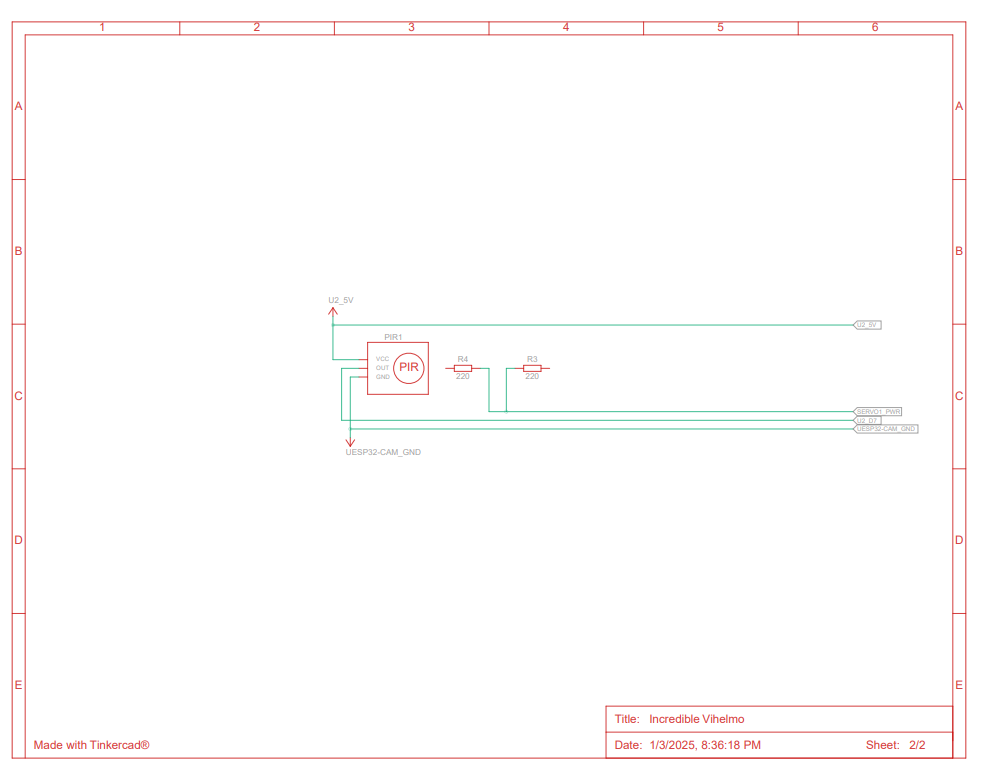 1 2 3 4 5 6
A A
B B
U2_5V
U2_5V
PIR1
VCC
OUT
GND
PIR
R4
220
R3
220
C C
SERVO1_PWR
U2_D7
UESP32-CAM_GND
UESP32-CAM_GND
D D
E E
Title: Incredible Vihelmo
Made with Tinkercad®
Date: 1/3/2025, 8:36:18 PM Sheet: 2/2